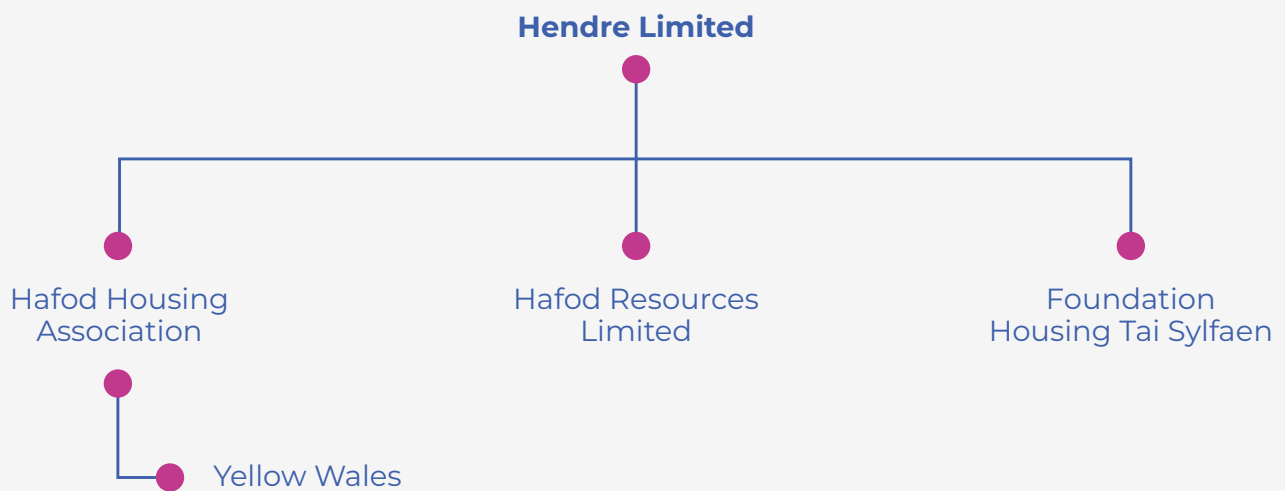 Hendre Limited
Hafod Housing
Association
Hafod Resources
Limited
Foundation
Housing Tai Sylfaen
Yellow Wales